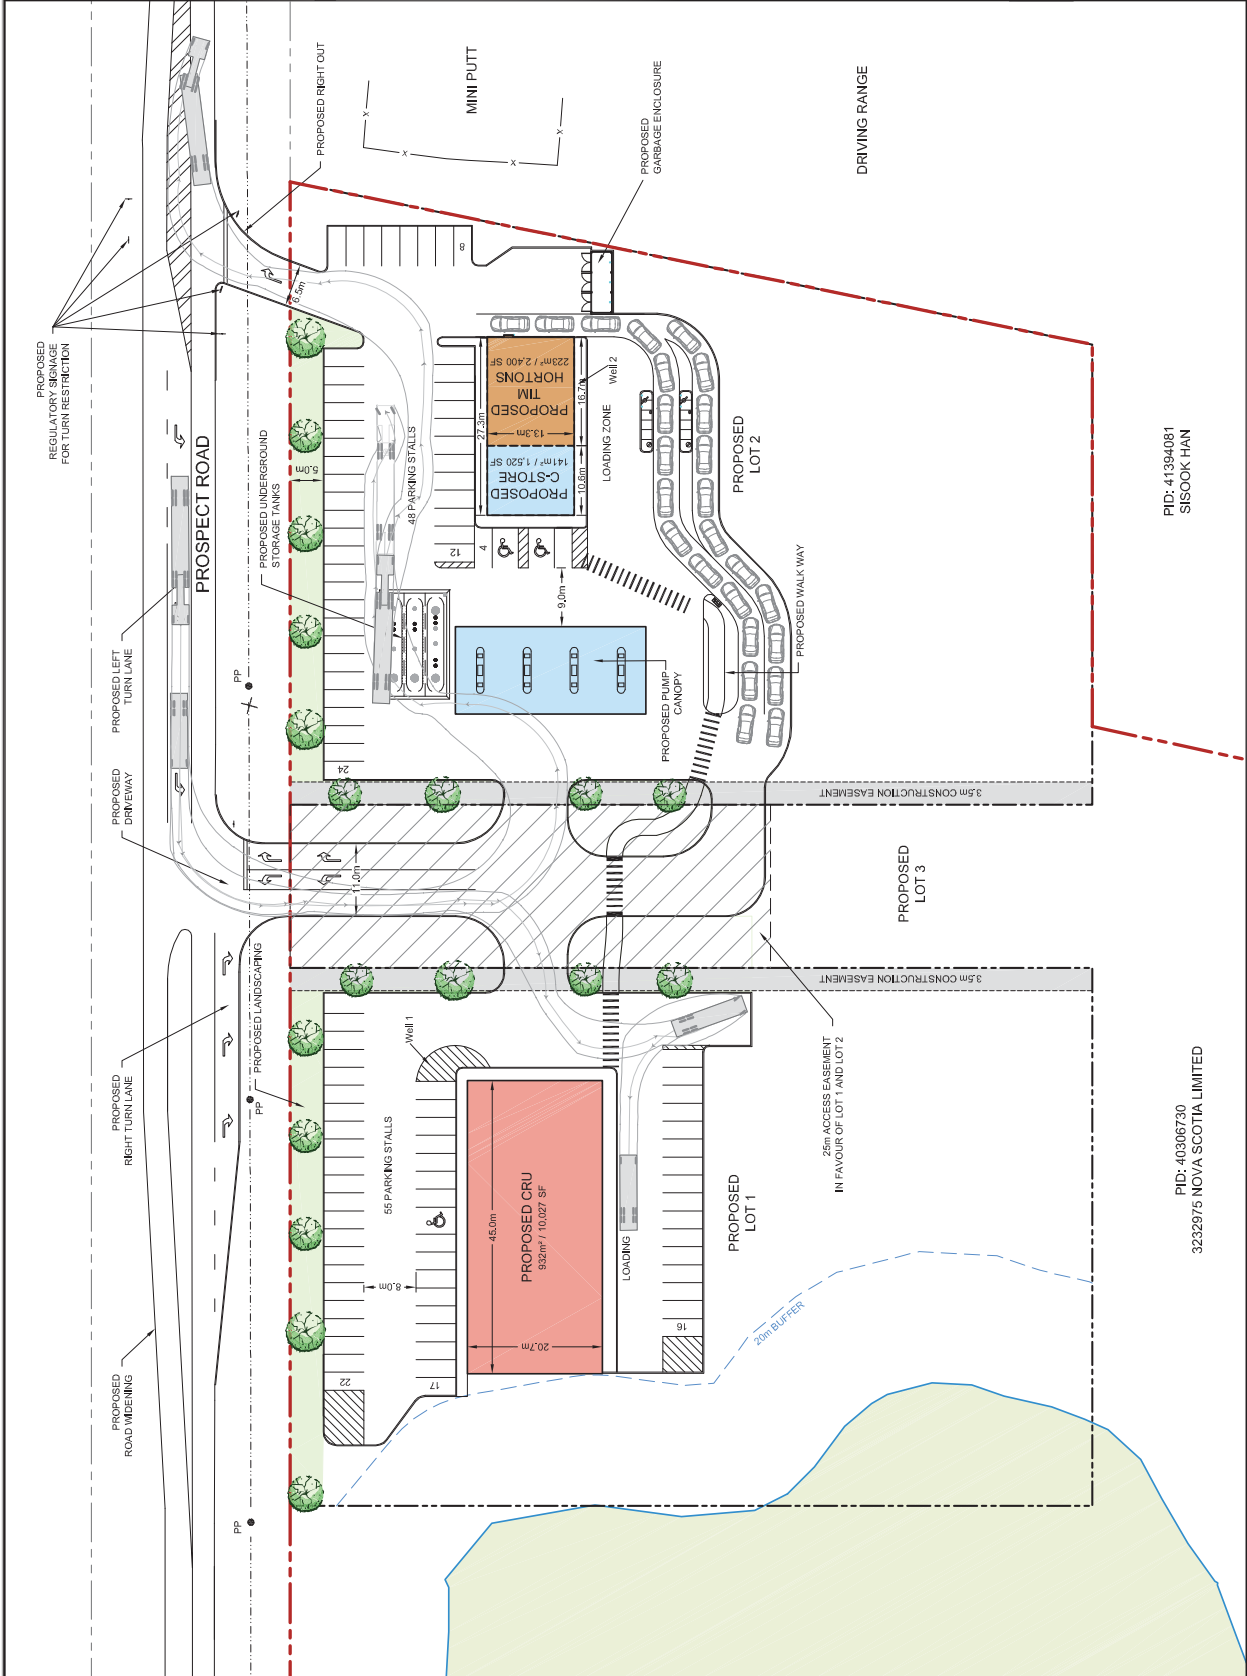 PROPOSED
REGULATORY SIGNAGE
FOR TURN RESTRICTION
PROPOSED RIGHT OUT
MINI PUTT
PROPOSED
GARBAGE ENCLOSURE
DRIVING RANGE
PROSPECT ROAD
PROPOSED UNDERGROUND
STORAGE TANKS
PROPOSED LEFT
TURN LANE
PROPOSED
DRIVEWAY
PROPOSED
RIGHT TURN LANE
PROPOSED
ROAD WIDENING
PROPOSED LANDSCAPING
PP
PP
PP
6.5m
8
5.0m
48 PARKING STALLS
12
4
24
27.3m
13.3m
16.7m
10.6m
PROPOSED
TIM
HORTONS
223m² / 2,400 SF
PROPOSED
C-STORE
141m² / 1,520 SF
Well 2
LOADING ZONE
9.0m
PROPOSED PUMP
CANOPY
PROPOSED WALK WAY
PROPOSED
LOT 2
PID: 41394081
SISOOK HAN
11.0m
3.5m CONSTRUCTION EASEMENT
PROPOSED
LOT 3
3.5m CONSTRUCTION EASEMENT
25m ACCESS EASEMENT
IN FAVOUR OF LOT 1 AND LOT 2
Well 1
55 PARKING STALLS
8.0m
22
17
45.0m
20.7m
PROPOSED CRU
932m² / 10,027 SF
LOADING
16
PROPOSED
LOT 1
20m BUFFER
PID: 40306730
3232975 NOVA SCOTIA LIMITED
x
x
x
x